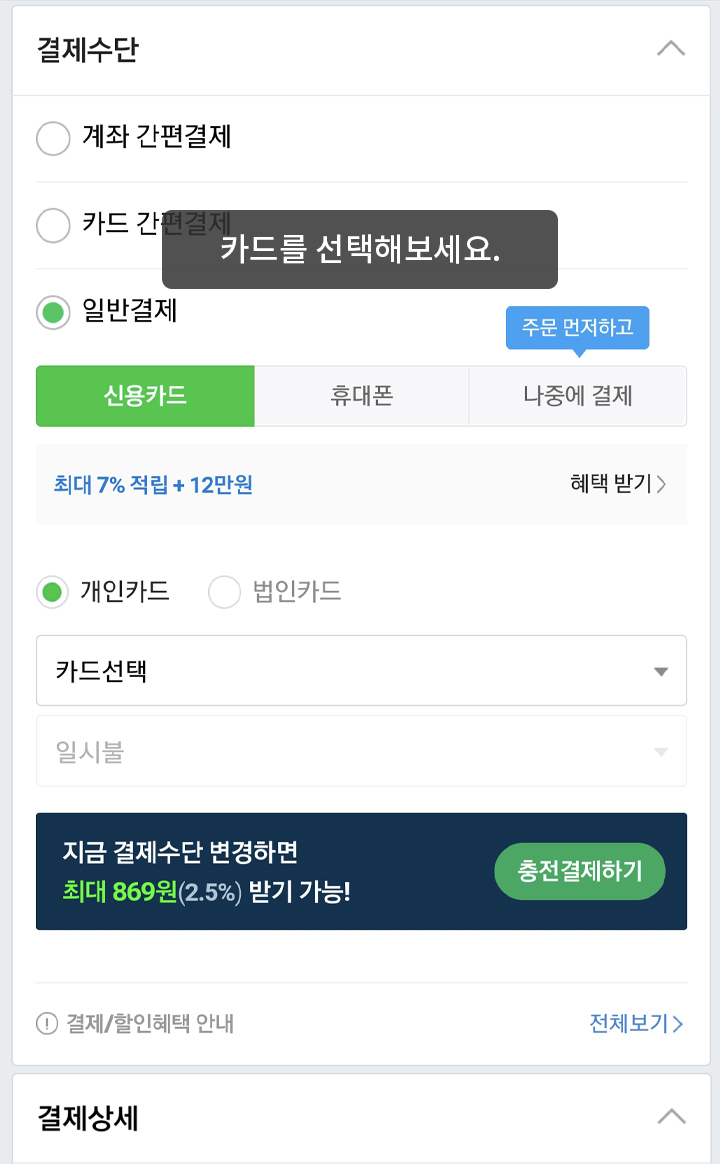 결제수단
계좌 간편결제
카드 간편결제
카드를 선택해보세요.
일반결제
주문 먼저하고
신용카드 휴대폰 나중에 결제
최대 7% 적립 + 12만원 혜택 받기
개인카드 법인카드
카드선택
일시불
지금 결제수단 변경하면
최대 869원(2.5%) 받기 가능!
충전결제하기
결제/할인혜택 안내 전체보기
결제상세